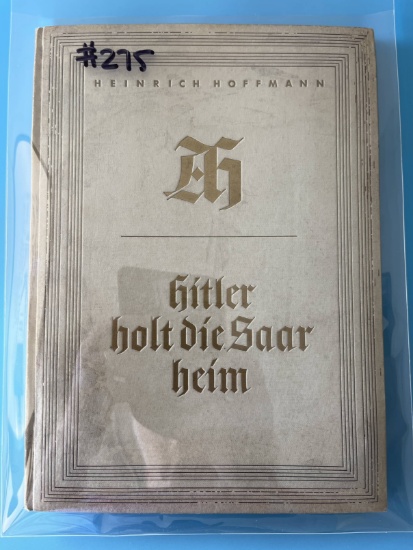 #275
HEINRICH HOFFMANN
AH
Hitler
holt die Saar
heim